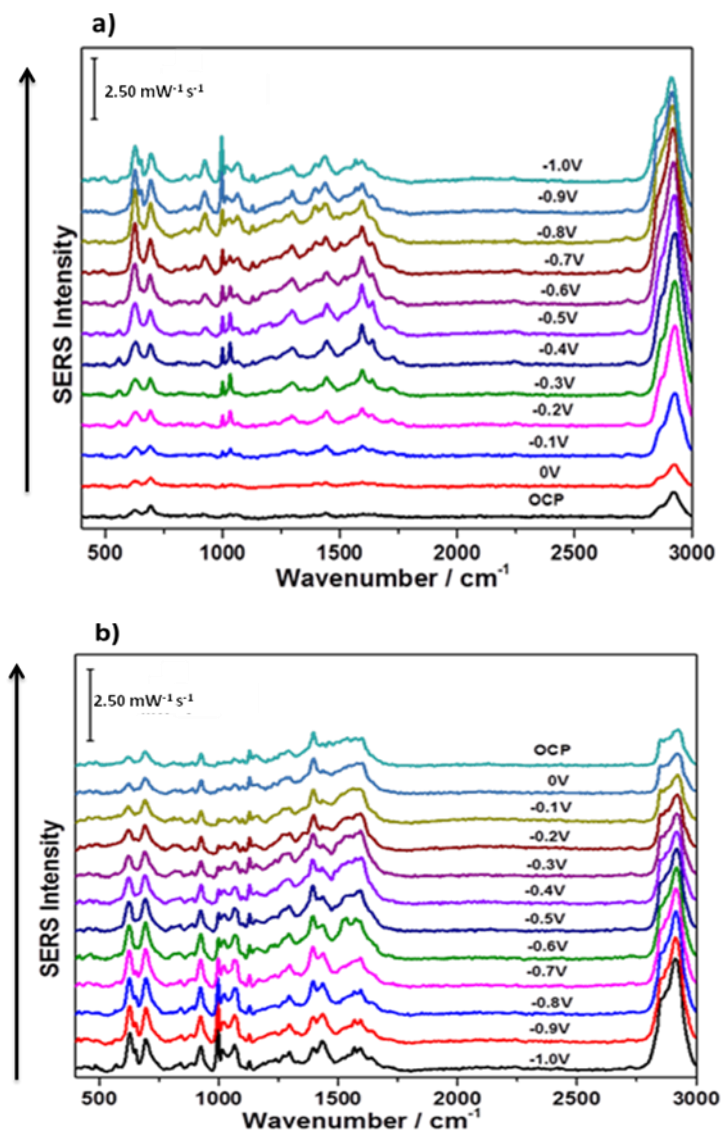 a)
2.50 mW⁻¹ s⁻¹
-1.0V
-0.9V
-0.8V
-0.7V
-0.6V
-0.5V
-0.4V
-0.3V
-0.2V
-0.1V
0V
OCP
SERS Intensity
500 1000 1500 2000 2500 3000
Wavenumber / cm⁻¹
b)
2.50 mW⁻¹ s⁻¹
OCP
0V
-0.1V
-0.2V
-0.3V
-0.4V
-0.5V
-0.6V
-0.7V
-0.8V
-0.9V
-1.0V
SERS Intensity
500 1000 1500 2000 2500 3000
Wavenumber / cm⁻¹